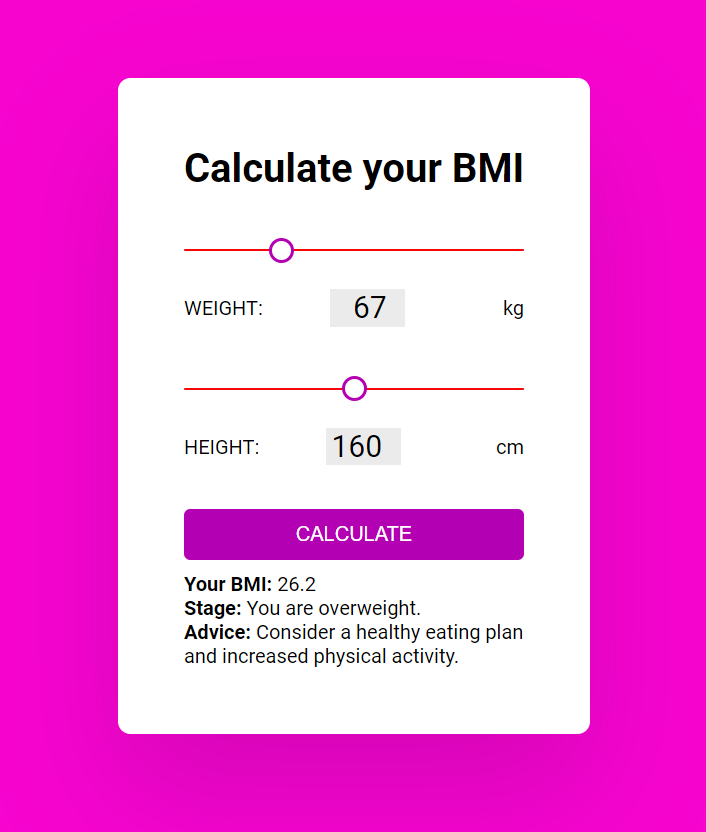 Calculate your BMI
WEIGHT: 67 kg
HEIGHT: 160 cm
CALCULATE
Your BMI: 26.2
Stage: You are overweight.
Advice: Consider a healthy eating plan
and increased physical activity.